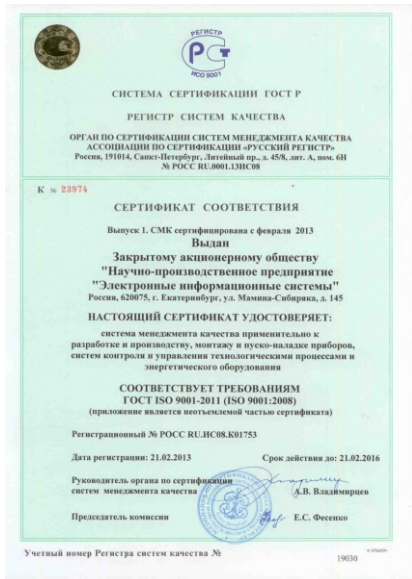 РЕГИСТР
РСт
ИСО 9001
СИСТЕМА СЕРТИФИКАЦИИ ГОСТ Р
РЕГИСТР СИСТЕМ КАЧЕСТВА
ОРГАН ПО СЕРТИФИКАЦИИ СИСТЕМ МЕНЕДЖМЕНТА КАЧЕСТВА
АССОЦИАЦИИ ПО СЕРТИФИКАЦИИ «РУССКИЙ РЕГИСТР»
Россия, 191014, Санкт-Петербург, Литейный пр., д. 45/8, лит. А, пом. 6Н
№ РОСС RU.0001.13ИС08
К № 23974
СЕРТИФИКАТ СООТВЕТСТВИЯ
Выпуск 1. СМК сертифицирована с февраля 2013
Выдан
Закрытому акционерному обществу
"Научно-производственное предприятие
"Электронные информационные системы"
Россия, 620075, г. Екатеринбург, ул. Мамина-Сибиряка, д. 145
НАСТОЯЩИЙ СЕРТИФИКАТ УДОСТОВЕРЯЕТ:
система менеджмента качества применительно к
разработке и производству, монтажу и пуско-наладке приборов,
систем контроля и управления технологическими процессами и
энергетического оборудования
СООТВЕТСТВУЕТ ТРЕБОВАНИЯМ
ГОСТ ISO 9001-2011 (ISO 9001:2008)
(приложение является неотъемлемой частью сертификата)
Регистрационный № РОСС RU.ИС08.К01753
Дата регистрации: 21.02.2013 Срок действия до: 21.02.2016
Руководитель органа по сертификации
систем менеджмента качества А.В. Владимирцев
Председатель комиссии Е.С. Фесенко
Учетный номер Регистра систем качества №
19030